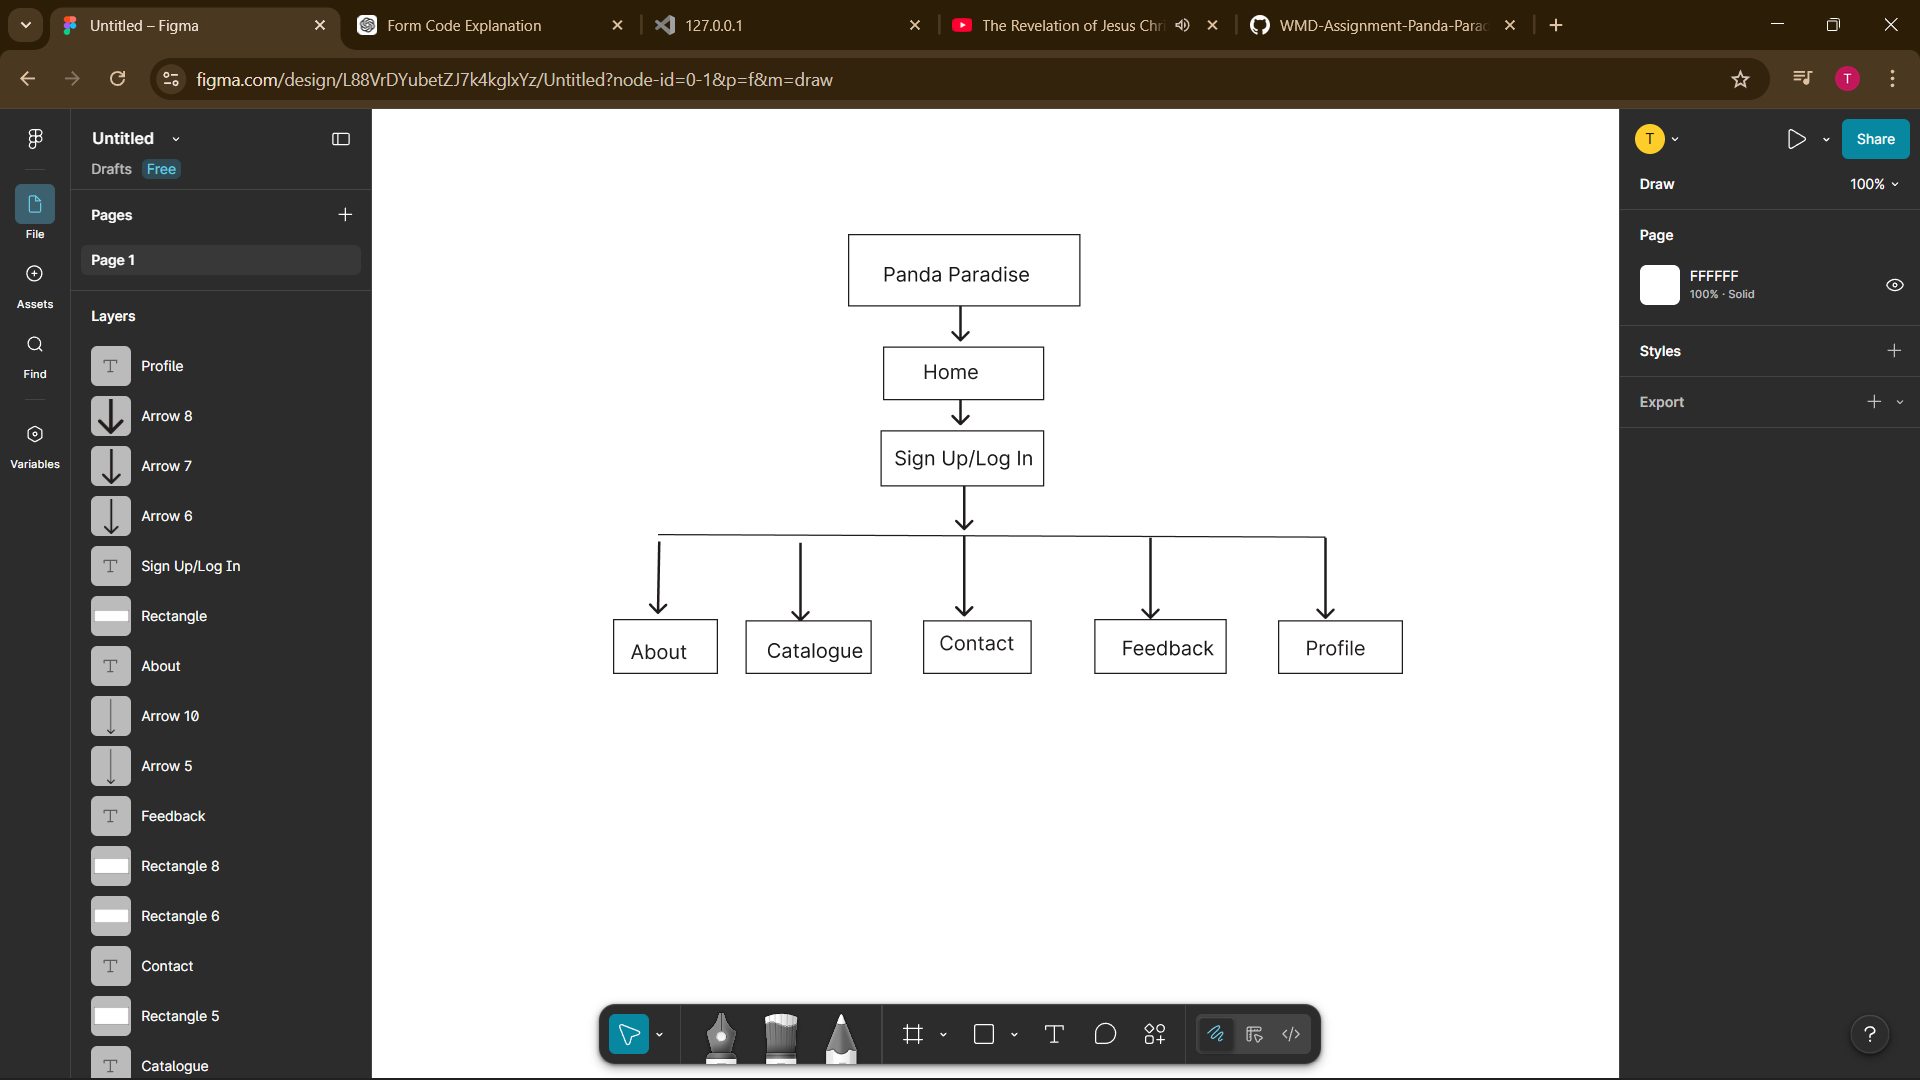 Untitled – Figma
Form Code Explanation
127.0.0.1
The Revelation of Jesus Chri
WMD-Assignment-Panda-Parad
figma.com/design/L88VrDYubetZJ7k4kglxYz/Untitled?node-id=0-1&p=f&m=draw
T
Untitled
Drafts Free
Pages
Page 1
Layers
File
Assets
Find
Variables
Profile
Arrow 8
Arrow 7
Arrow 6
Sign Up/Log In
Rectangle
About
Arrow 10
Arrow 5
Feedback
Rectangle 8
Rectangle 6
Contact
Rectangle 5
Catalogue
Panda Paradise
Home
Sign Up/Log In
About
Catalogue
Contact
Feedback
Profile
T
Share
Draw
100%
Page
FFFFFF
100% · Solid
Styles
Export
?